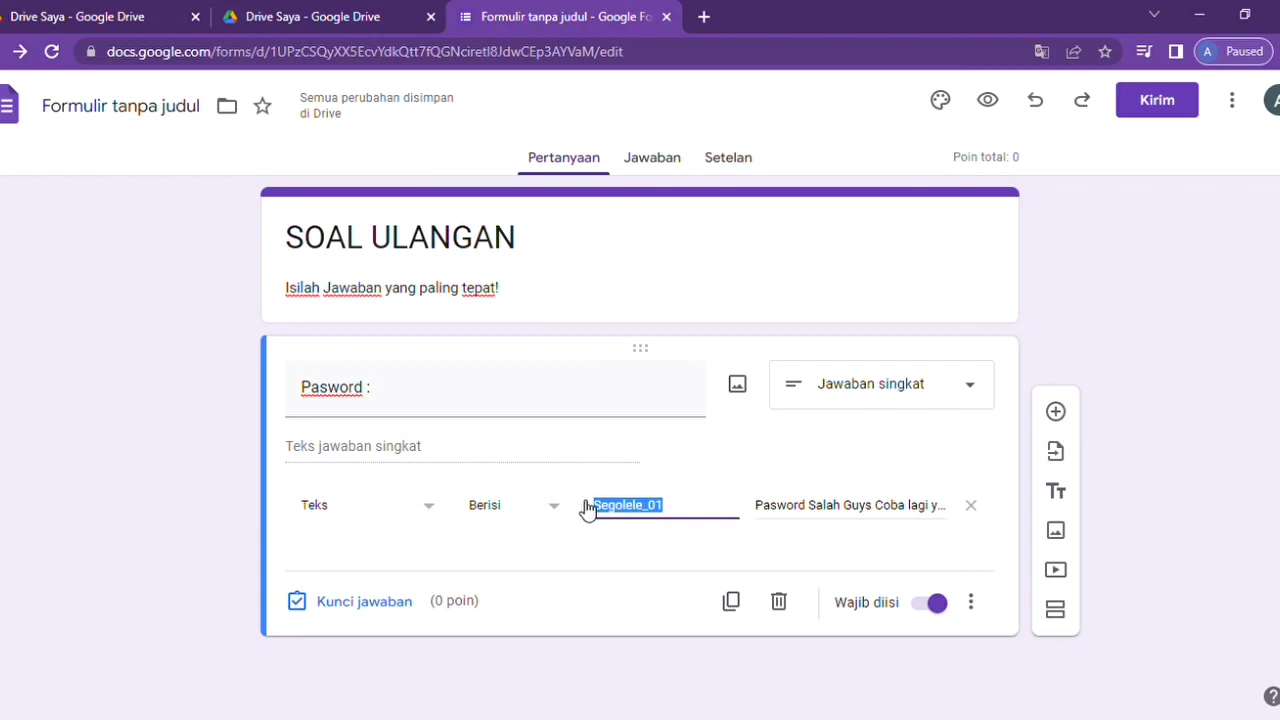 Drive Saya - Google Drive
Drive Saya - Google Drive
Formulir tanpa judul - Google Fo
docs.google.com/forms/d/1UPzCSQyXX5EcvYdkQtt7fQGNciretI8JdwCEp3AYVaM/edit
A Paused
Formulir tanpa judul
Semua perubahan disimpan
di Drive
Kirim
A
Pertanyaan Jawaban Setelan
Poin total: 0
SOAL ULANGAN
Isilah Jawaban yang paling tepat!
Pasword :
Jawaban singkat
Teks jawaban singkat
Teks Berisi Segolele_01 Pasword Salah Guys Coba lagi y...
Kunci jawaban (0 poin)
Wajib diisi